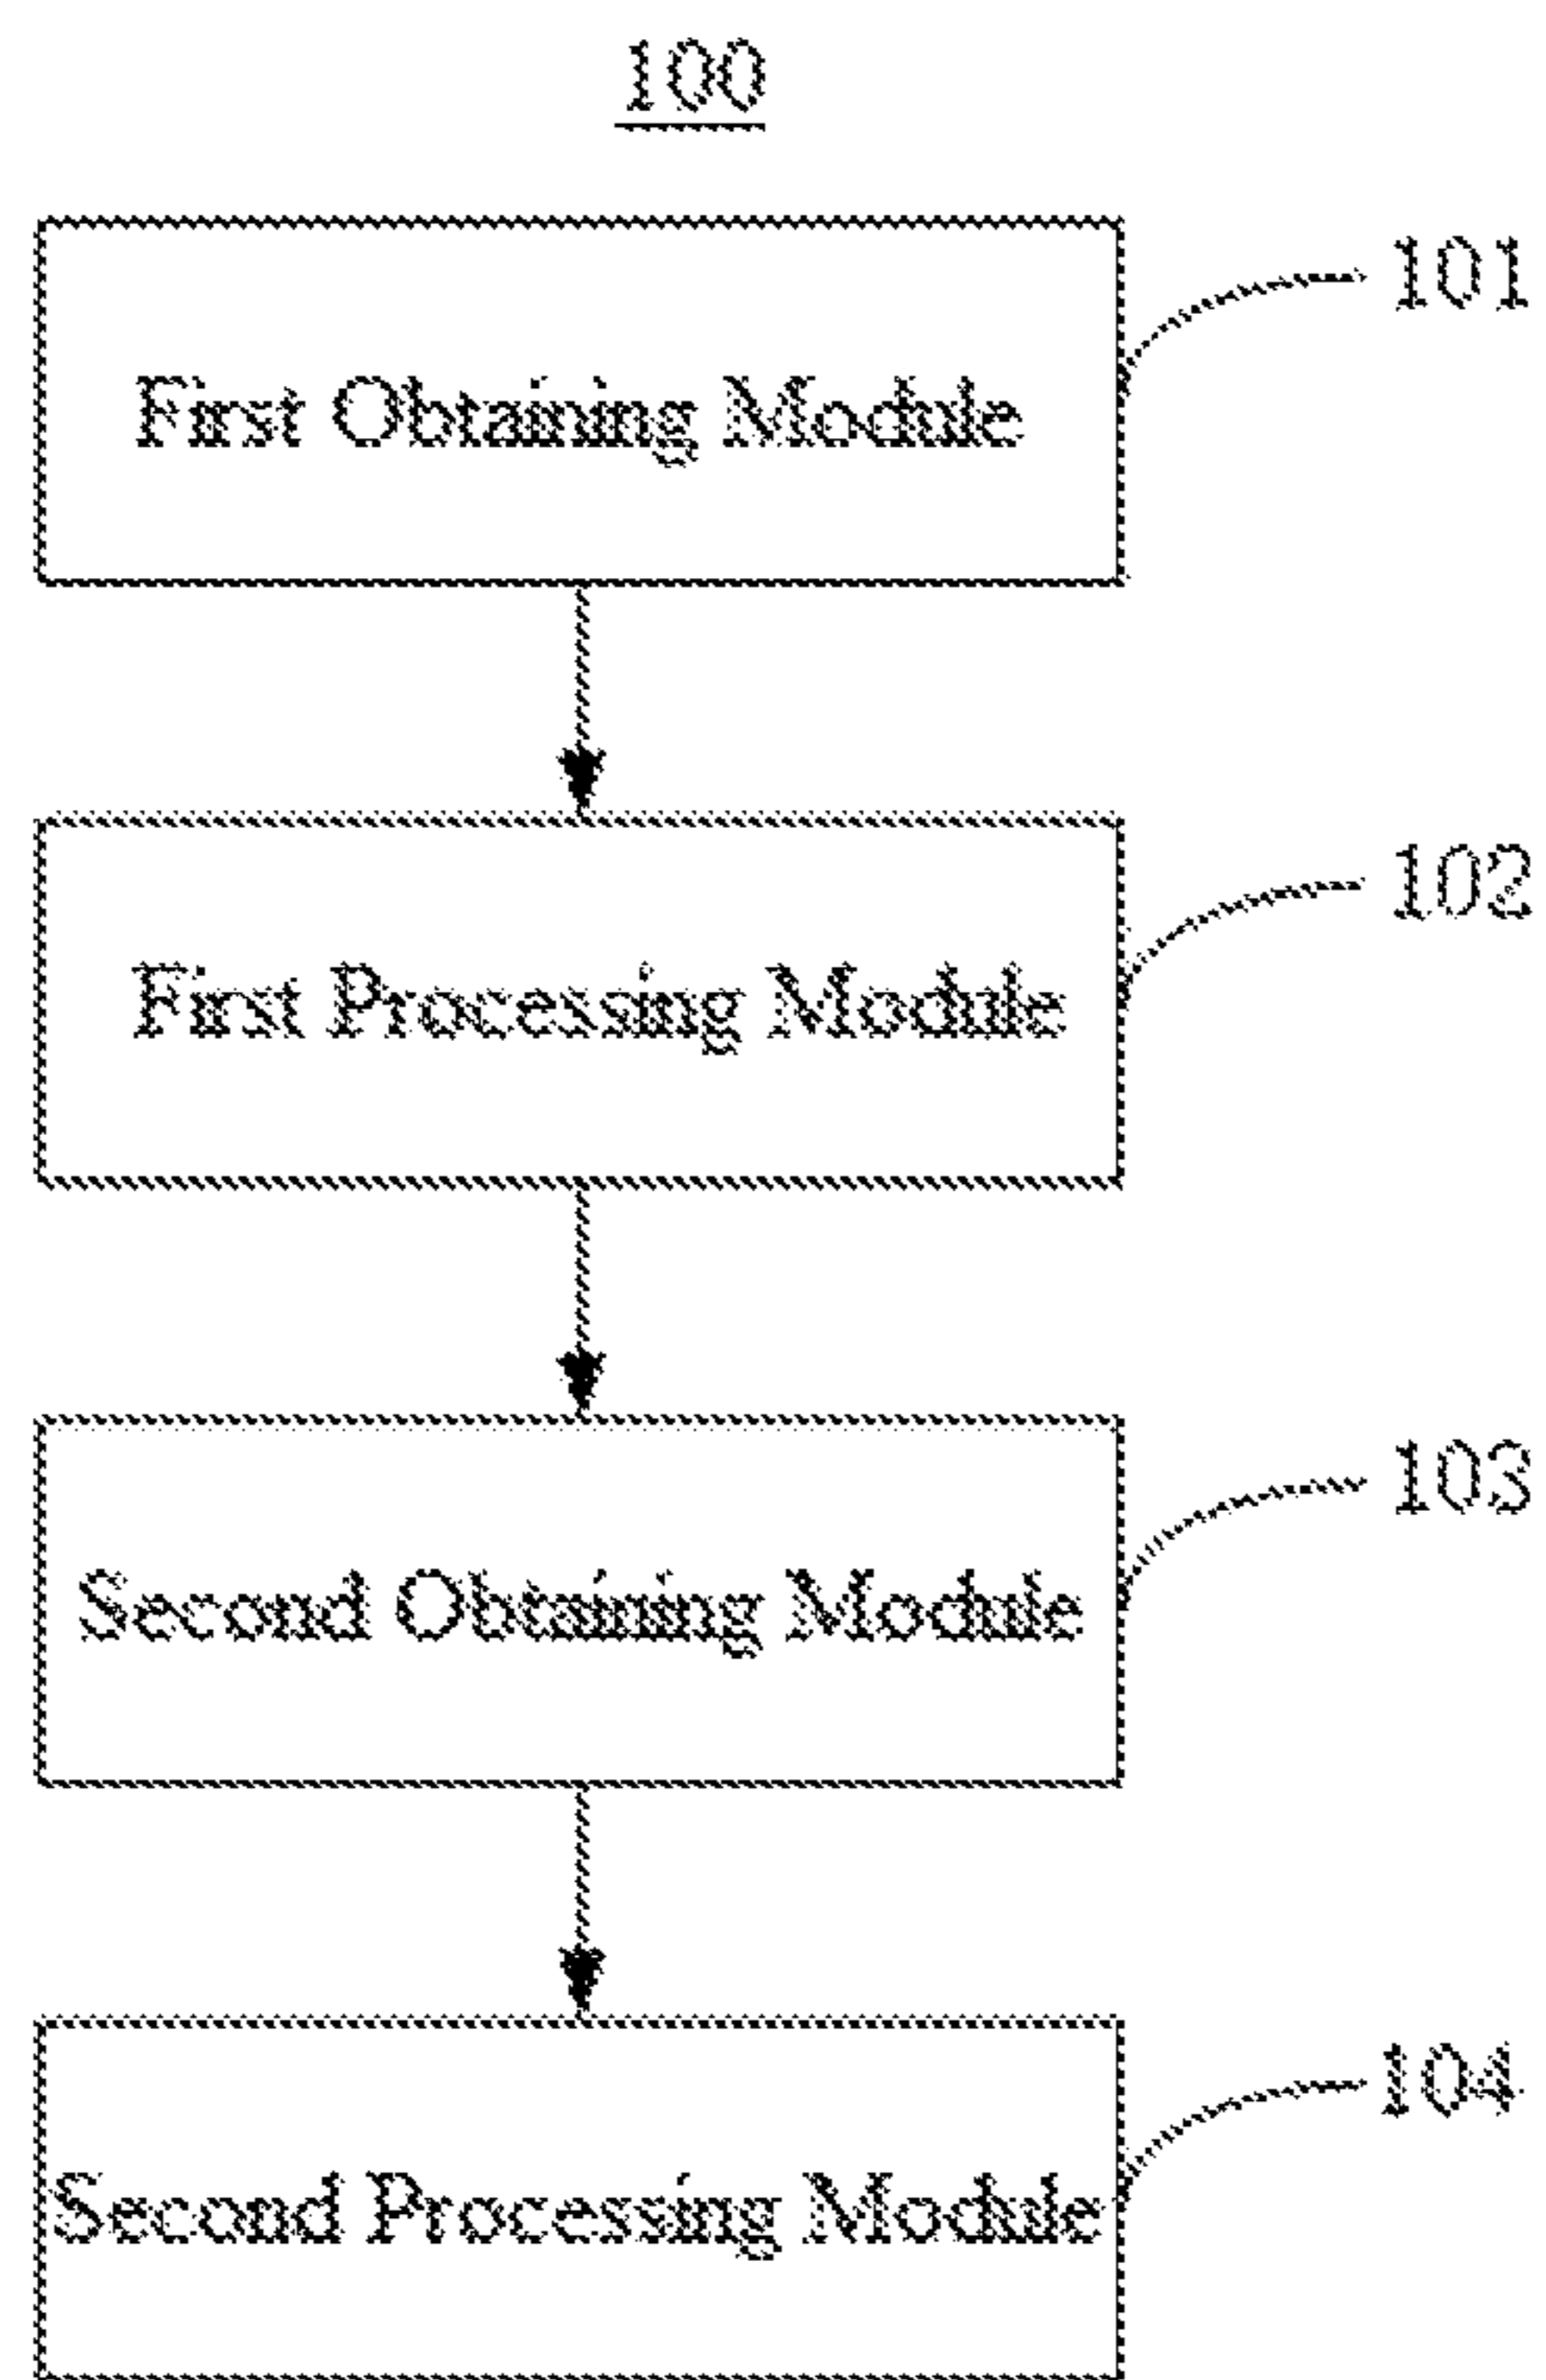 100
101
First Obtaining Module
102
First Processing Module
103
Second Obtaining Module
104
Second Processing Module